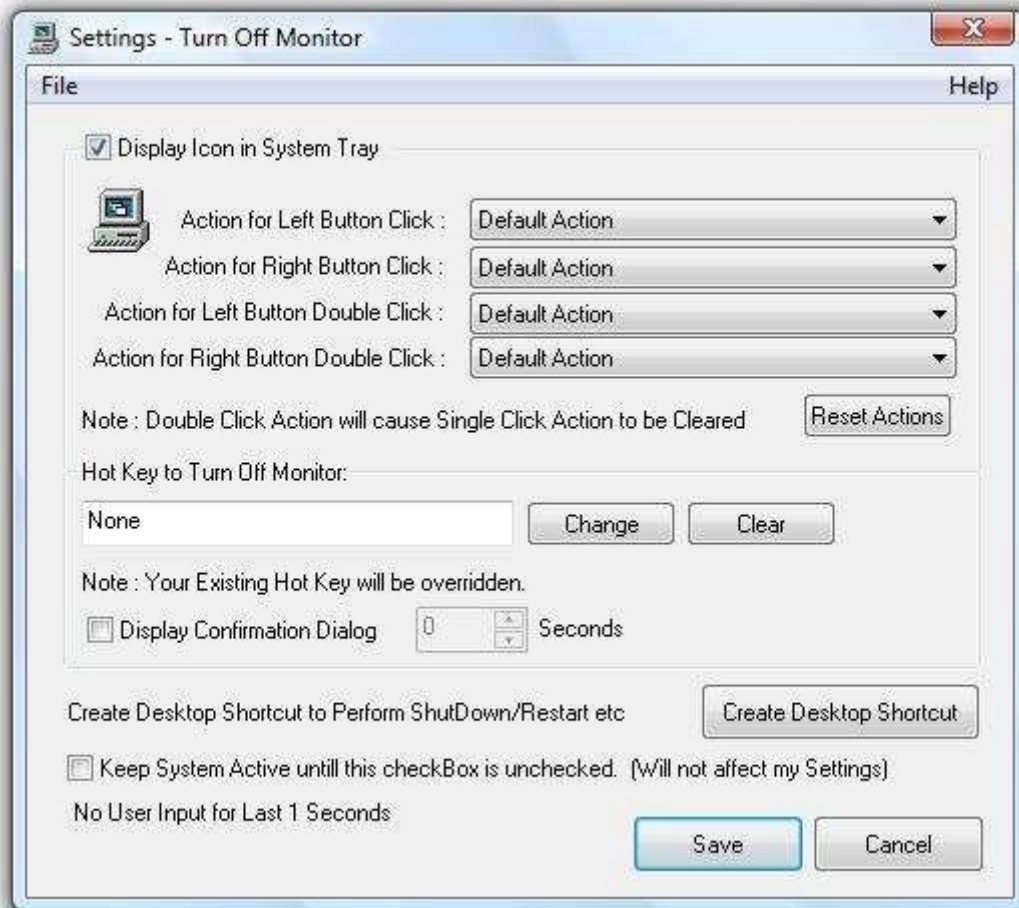 Settings - Turn Off Monitor
File Help
Display Icon in System Tray
Action for Left Button Click : Default Action
Action for Right Button Click : Default Action
Action for Left Button Double Click : Default Action
Action for Right Button Double Click : Default Action
Note : Double Click Action will cause Single Click Action to be Cleared Reset Actions
Hot Key to Turn Off Monitor:
None Change Clear
Note : Your Existing Hot Key will be overridden.
Display Confirmation Dialog 0 Seconds
Create Desktop Shortcut to Perform ShutDown/Restart etc Create Desktop Shortcut
Keep System Active untill this checkBox is unchecked. (Will not affect my Settings)
No User Input for Last 1 Seconds
Save Cancel